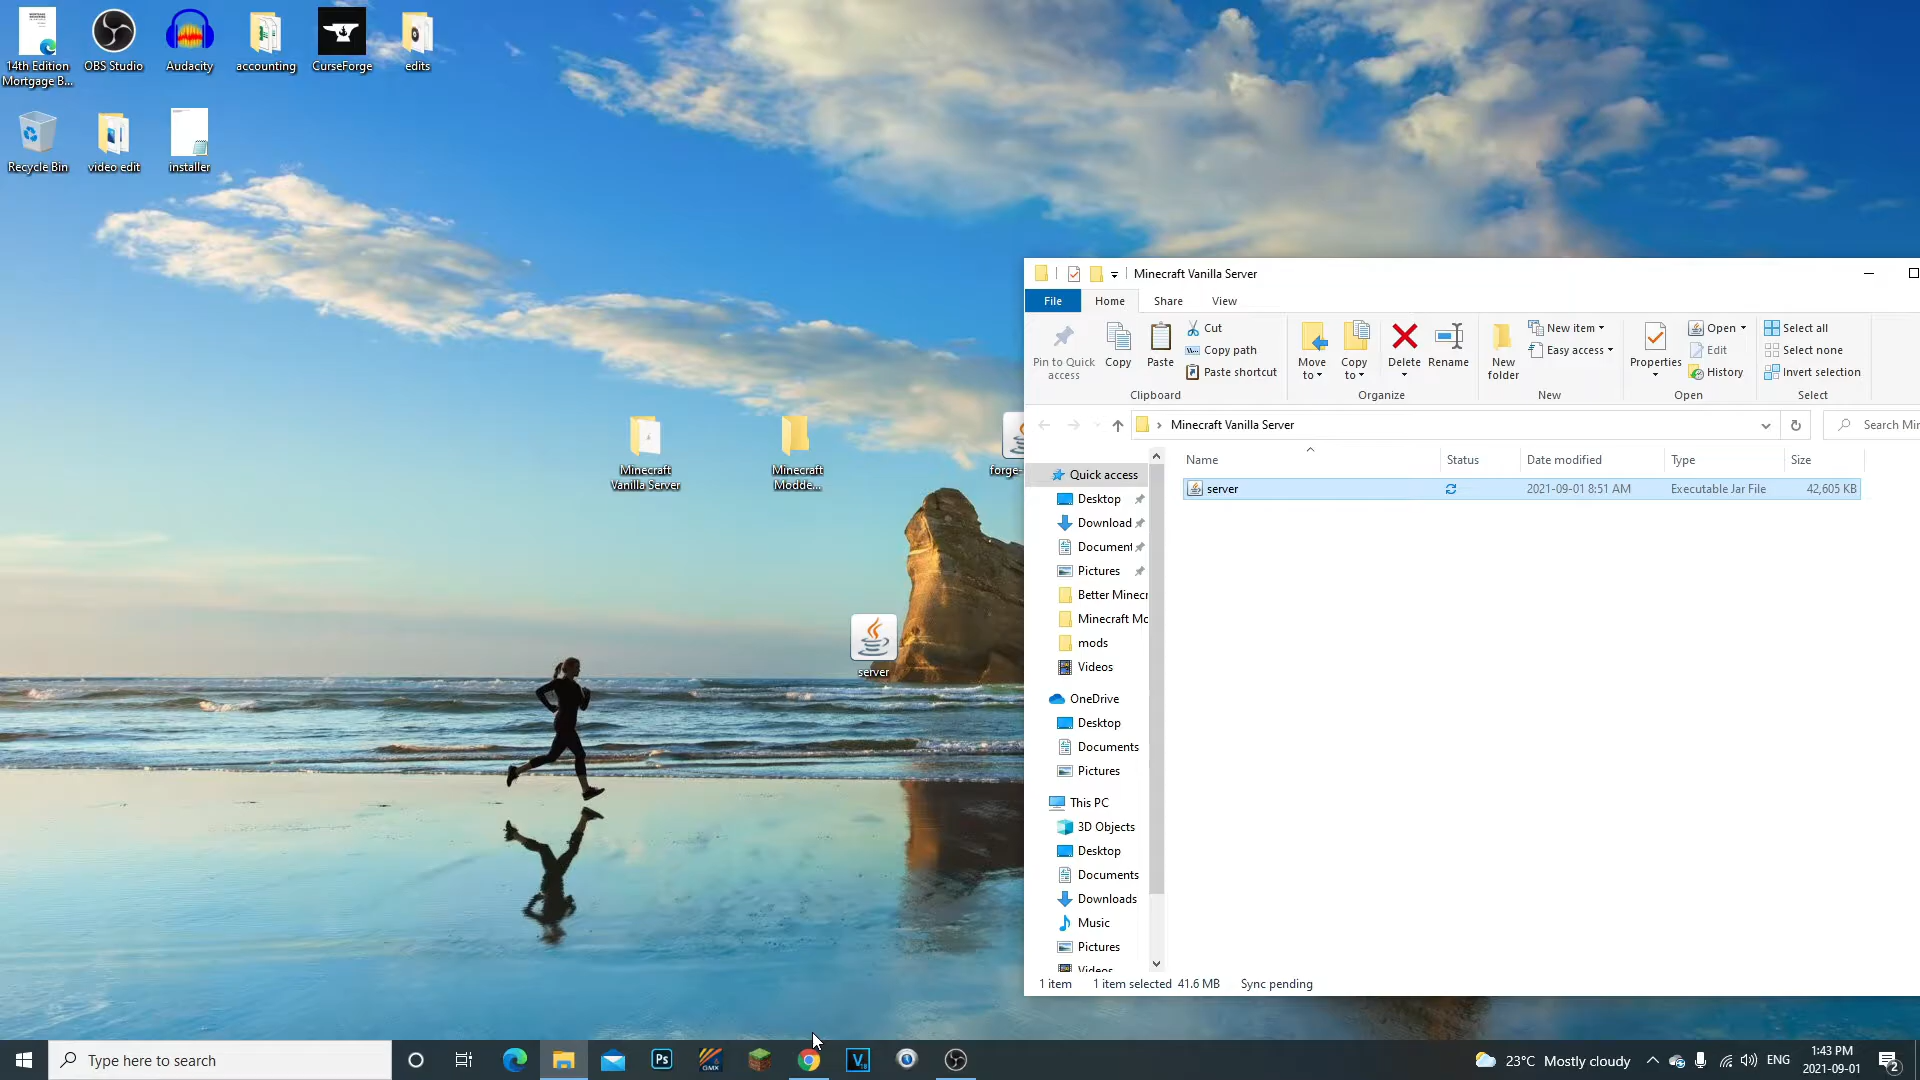 14th Edition
Mortgage B...
OBS Studio
Audacity
accounting
CurseForge
edits
Recycle Bin
video edit
installer
Minecraft
Vanilla Server
Minecraft
Modde...
forge-
server
Minecraft Vanilla Server
File
Home
Share
View
Pin to Quick
access
Copy
Paste
Cut
Copy path
Paste shortcut
Clipboard
Move
to
Copy
to
Delete
Rename
Organize
New
folder
New item
Easy access
New
Properties
Open
Edit
History
Open
Select all
Select none
Invert selection
Select
Minecraft Vanilla Server
Search Min
Name
Status
Date modified
Type
Size
server
2021-09-01 8:51 AM
Executable Jar File
42,605 KB
Quick access
Desktop
Download
Document
Pictures
Better Minecr
Minecraft Mo
mods
Videos
OneDrive
Desktop
Documents
Pictures
This PC
3D Objects
Desktop
Documents
Downloads
Music
Pictures
Videos
1 item
1 item selected 41.6 MB
Sync pending
Type here to search
Ps
GMX
V
18
23°C Mostly cloudy
ENG
1:43 PM
2021-09-01
2